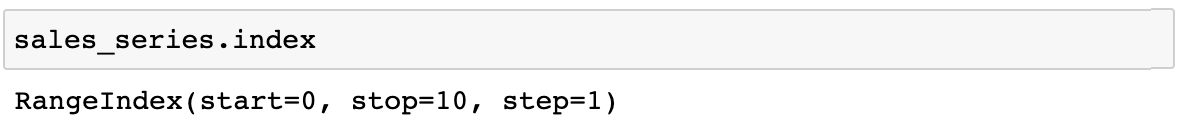 sales_series.index
RangeIndex(start=0, stop=10, step=1)